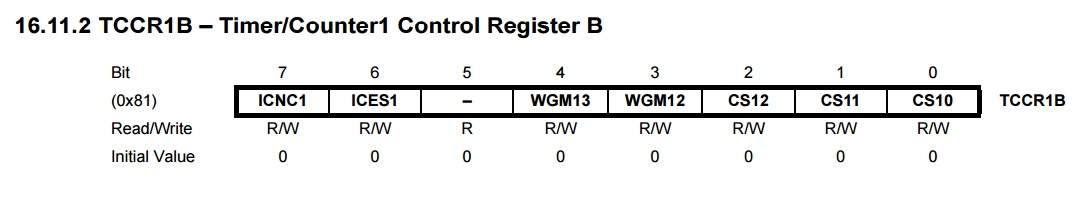 16.11.2 TCCR1B – Timer/Counter1 Control Register B
Bit 7 6 5 4 3 2 1 0
(0x81) ICNC1 ICES1 – WGM13 WGM12 CS12 CS11 CS10 TCCR1B
Read/Write R/W R/W R R/W R/W R/W R/W R/W
Initial Value 0 0 0 0 0 0 0 0